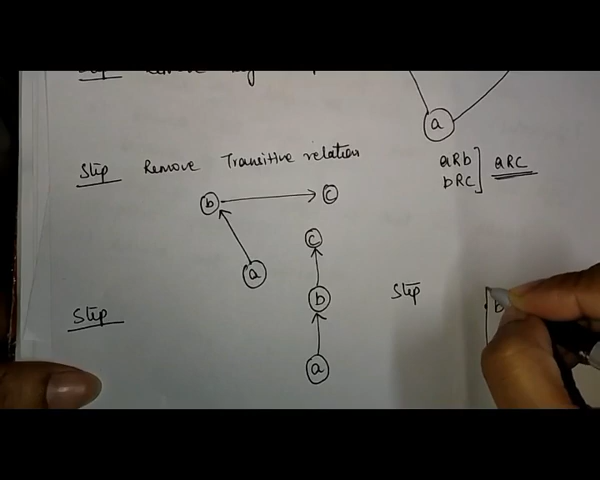 a
Step Remove Transitive relation
aRb
bRC
aRC
b
c
c
a
b
Step
Step
b
a